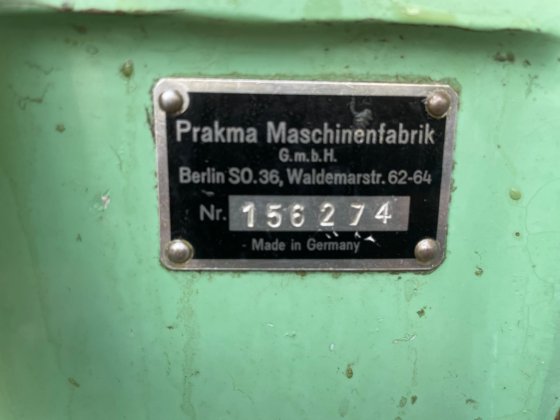 Prakma Maschinenfabrik
G.m.b.H.
Berlin SO.36, Waldemarstr. 62-64
Nr. 156274
Made in Germany